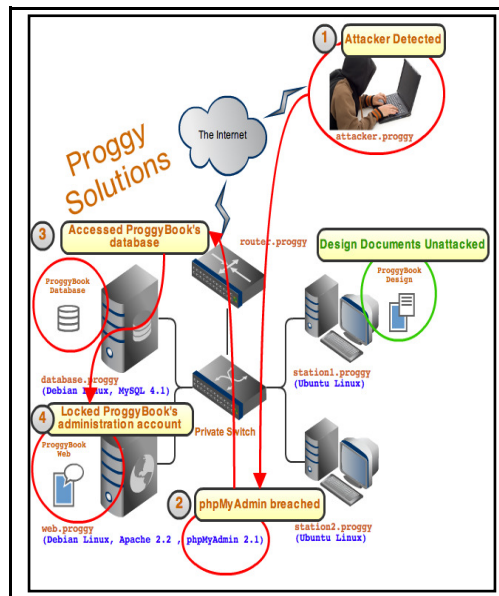 1
Attacker Detected
attacker.proggy
The Internet
Proggy
Solutions
3
Accessed ProggyBook's
database
router.proggy
Design Documents Unattacked
ProggyBook
Database
ProggyBook
Design
database.proggy
(Debian Linux, MySQL 4.1)
station1.proggy
(Ubuntu Linux)
4
Locked ProggyBook's
administration account
Private Switch
ProggyBook
Web
2
phpMyAdmin breached
web.proggy
(Debian Linux, Apache 2.2 , phpMyAdmin 2.1)
station2.proggy
(Ubuntu Linux)